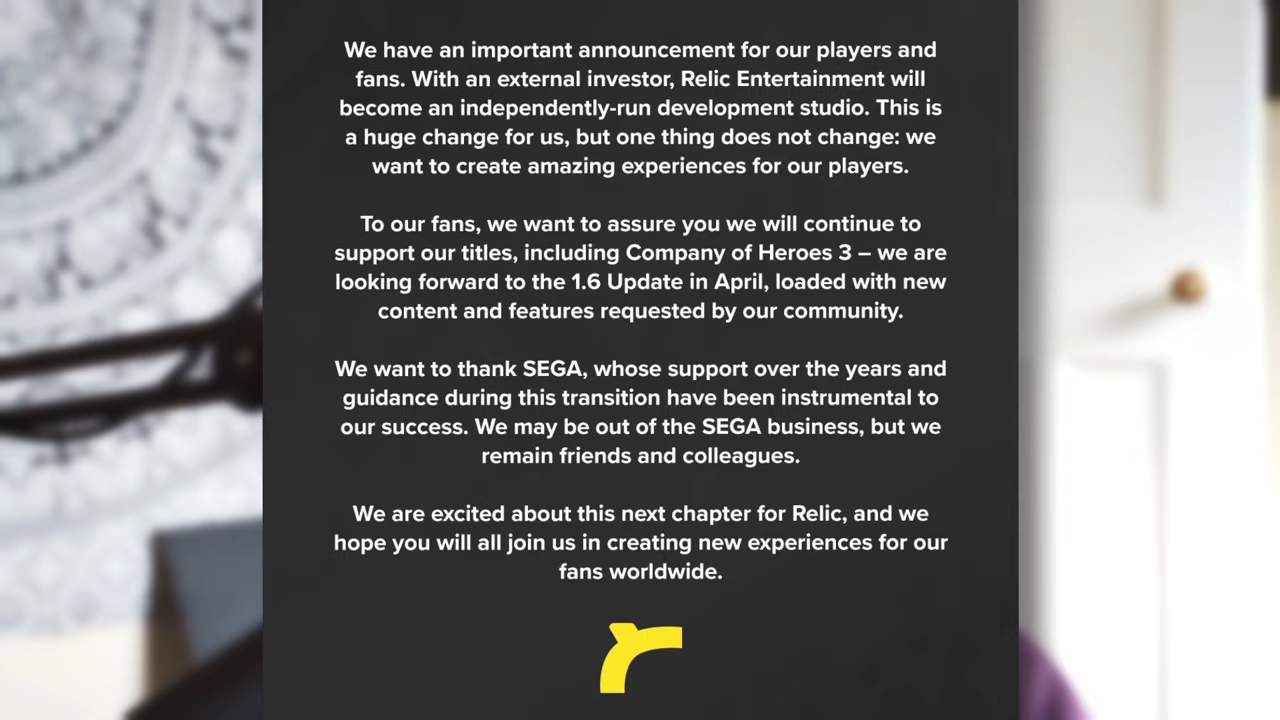 We have an important announcement for our players and
fans. With an external investor, Relic Entertainment will
become an independently-run development studio. This is
a huge change for us, but one thing does not change: we
want to create amazing experiences for our players.
To our fans, we want to assure you we will continue to
support our titles, including Company of Heroes 3 – we are
looking forward to the 1.6 Update in April, loaded with new
content and features requested by our community.
We want to thank SEGA, whose support over the years and
guidance during this transition have been instrumental to
our success. We may be out of the SEGA business, but we
remain friends and colleagues.
We are excited about this next chapter for Relic, and we
hope you will all join us in creating new experiences for our
fans worldwide.